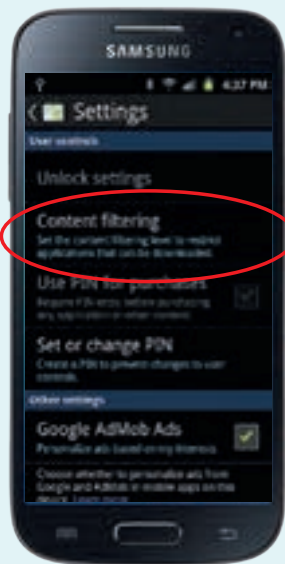 SAMSUNG
4:37 PM
Settings
User controls
Unlock settings
Content filtering
Set the content filtering level to restrict
applications that can be downloaded.
Use PIN for purchases
Require PIN entry before purchasing
any application or other content.
Set or change PIN
Create a PIN to prevent changes to user
controls.
Other settings
Google AdMob Ads
Personalize ads based on my interests.
Choose whether to personalize ads from
Google and AdMob in mobile apps on this
device. Learn more